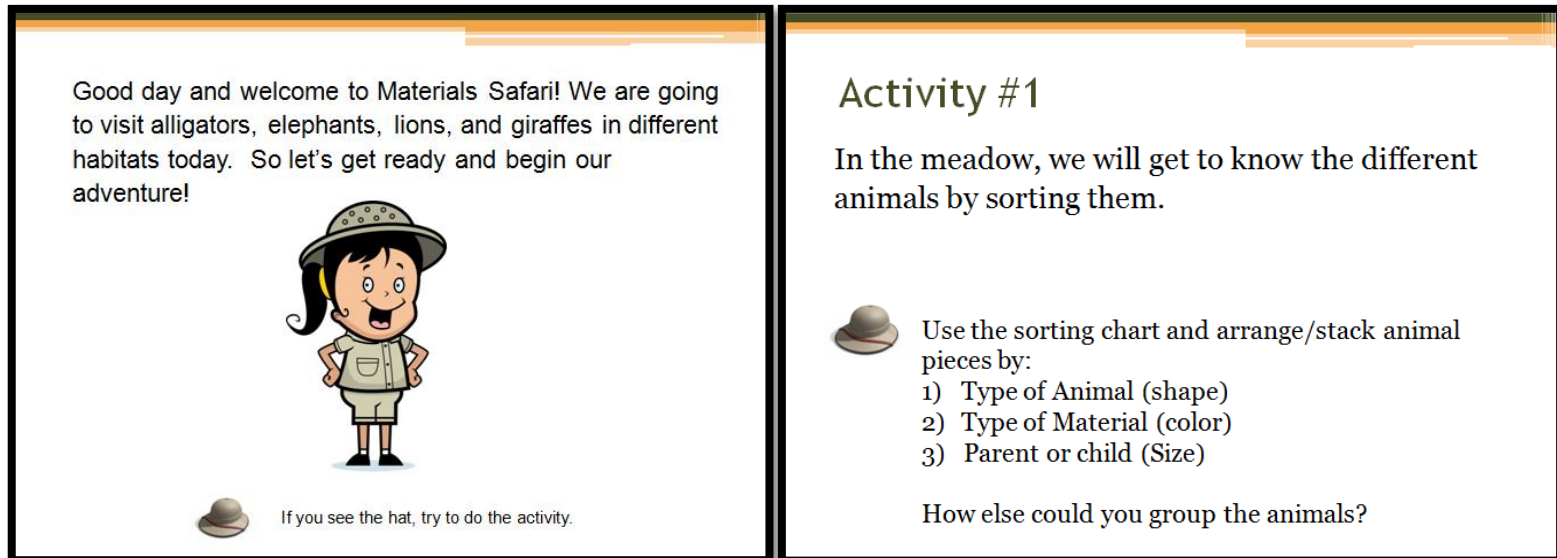 Good day and welcome to Materials Safari! We are going
to visit alligators, elephants, lions, and giraffes in different
habitats today.  So let's get ready and begin our
adventure!
If you see the hat, try to do the activity.
Activity #1
In the meadow, we will get to know the different
animals by sorting them.
Use the sorting chart and arrange/stack animal
pieces by:
1) Type of Animal (shape)
2) Type of Material (color)
3) Parent or child (Size)
How else could you group the animals?